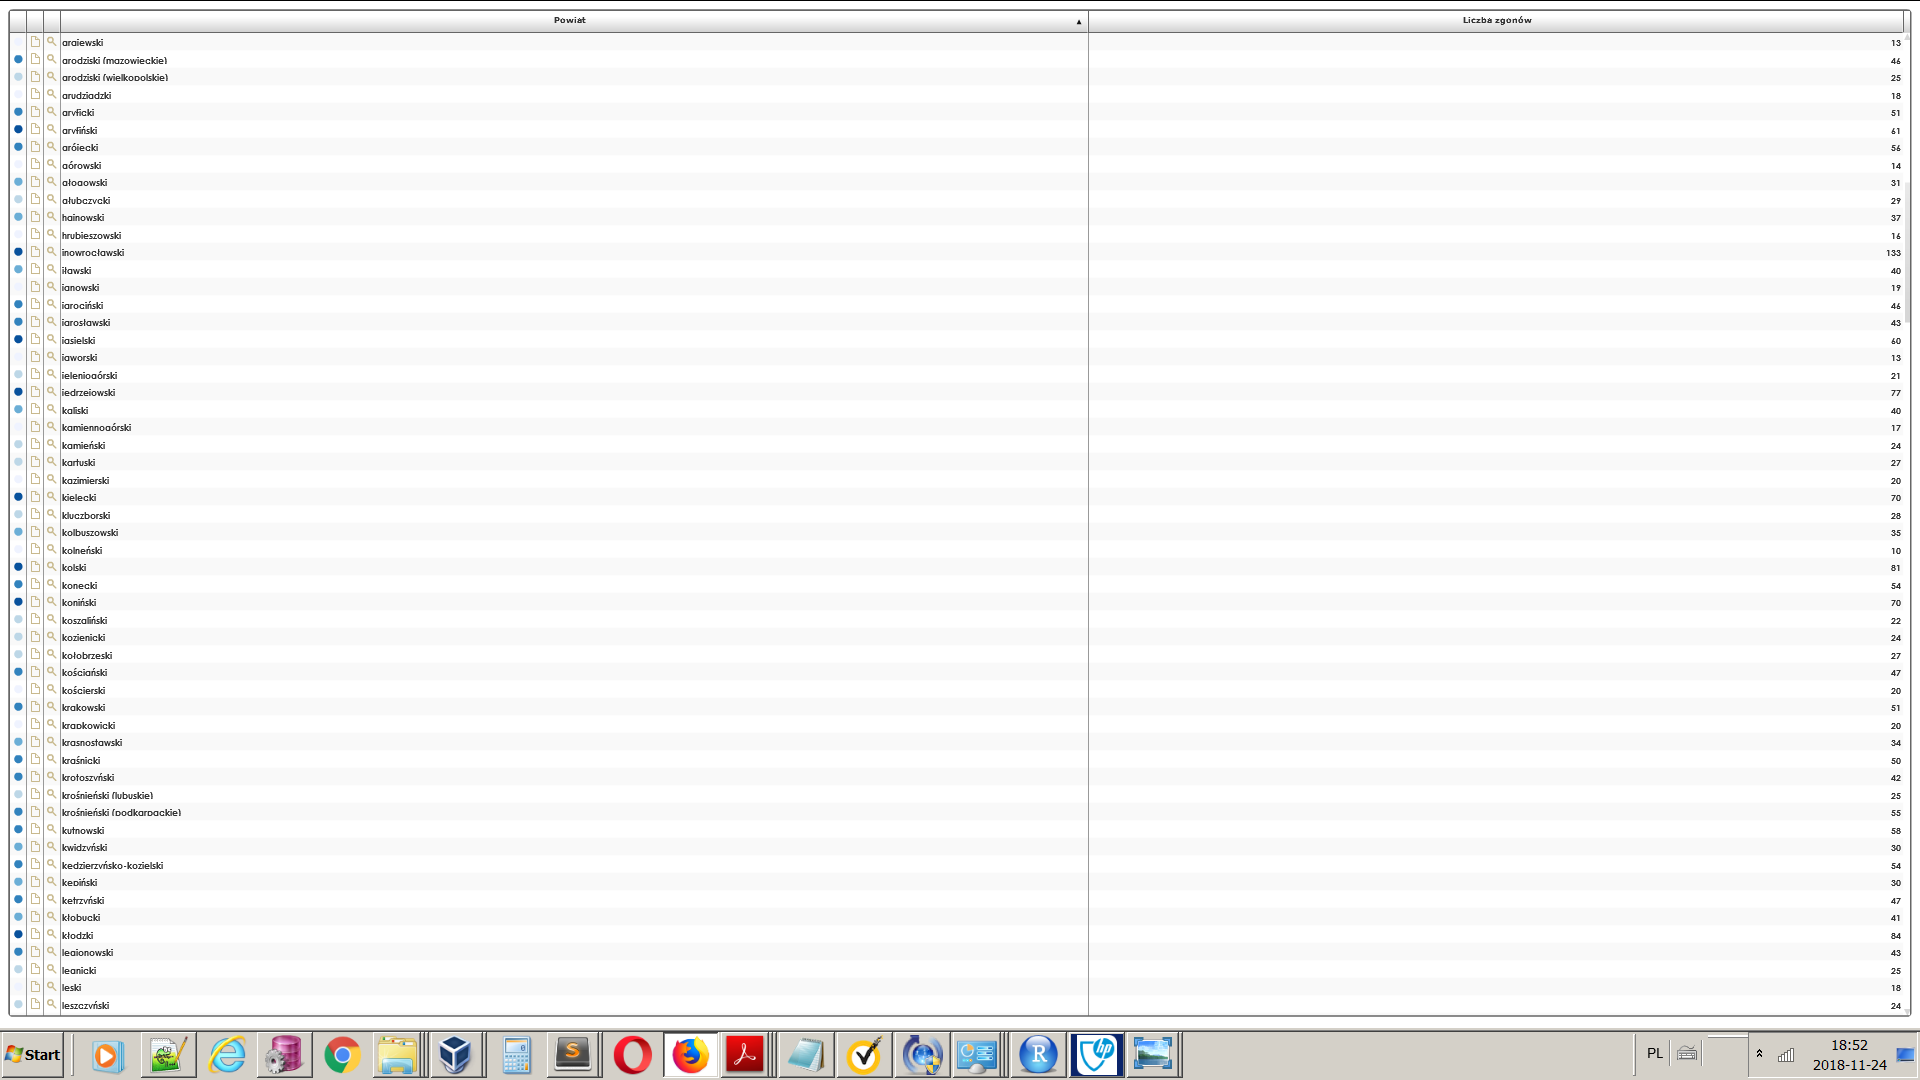 Powiat ▲ Liczba zgonów
grajewski 13
grodziski (mazowieckie) 46
grodziski (wielkopolskie) 25
grudziądzki 18
gryficki 51
gryfiński 61
grójecki 56
górowski 14
głogowski 31
głubczycki 29
hajnowski 37
hrubieszowski 16
inowrocławski 133
iławski 40
janowski 19
jarociński 46
jarosławski 43
jasielski 60
jaworski 13
jeleniogórski 21
jędrzejowski 77
kaliski 40
kamiennogórski 17
kamieński 24
kartuski 27
kazimierski 20
kielecki 70
kluczborski 28
kolbuszowski 35
kolneński 10
kolski 81
konecki 54
koniński 70
koszaliński 22
kozienicki 24
kołobrzeski 27
kościański 47
kościerski 20
krakowski 51
krapkowicki 20
krasnostawski 34
kraśnicki 50
krotoszyński 42
krośnieński (lubuskie) 25
krośnieński (podkarpackie) 55
kutnowski 58
kwidzyński 30
kędzierzyńsko-kozielski 54
kępiński 30
kętrzyński 47
kłobucki 41
kłodzki 84
legionowski 43
legnicki 25
leski 18
leszczyński 24
Start
PL
18:52
2018-11-24